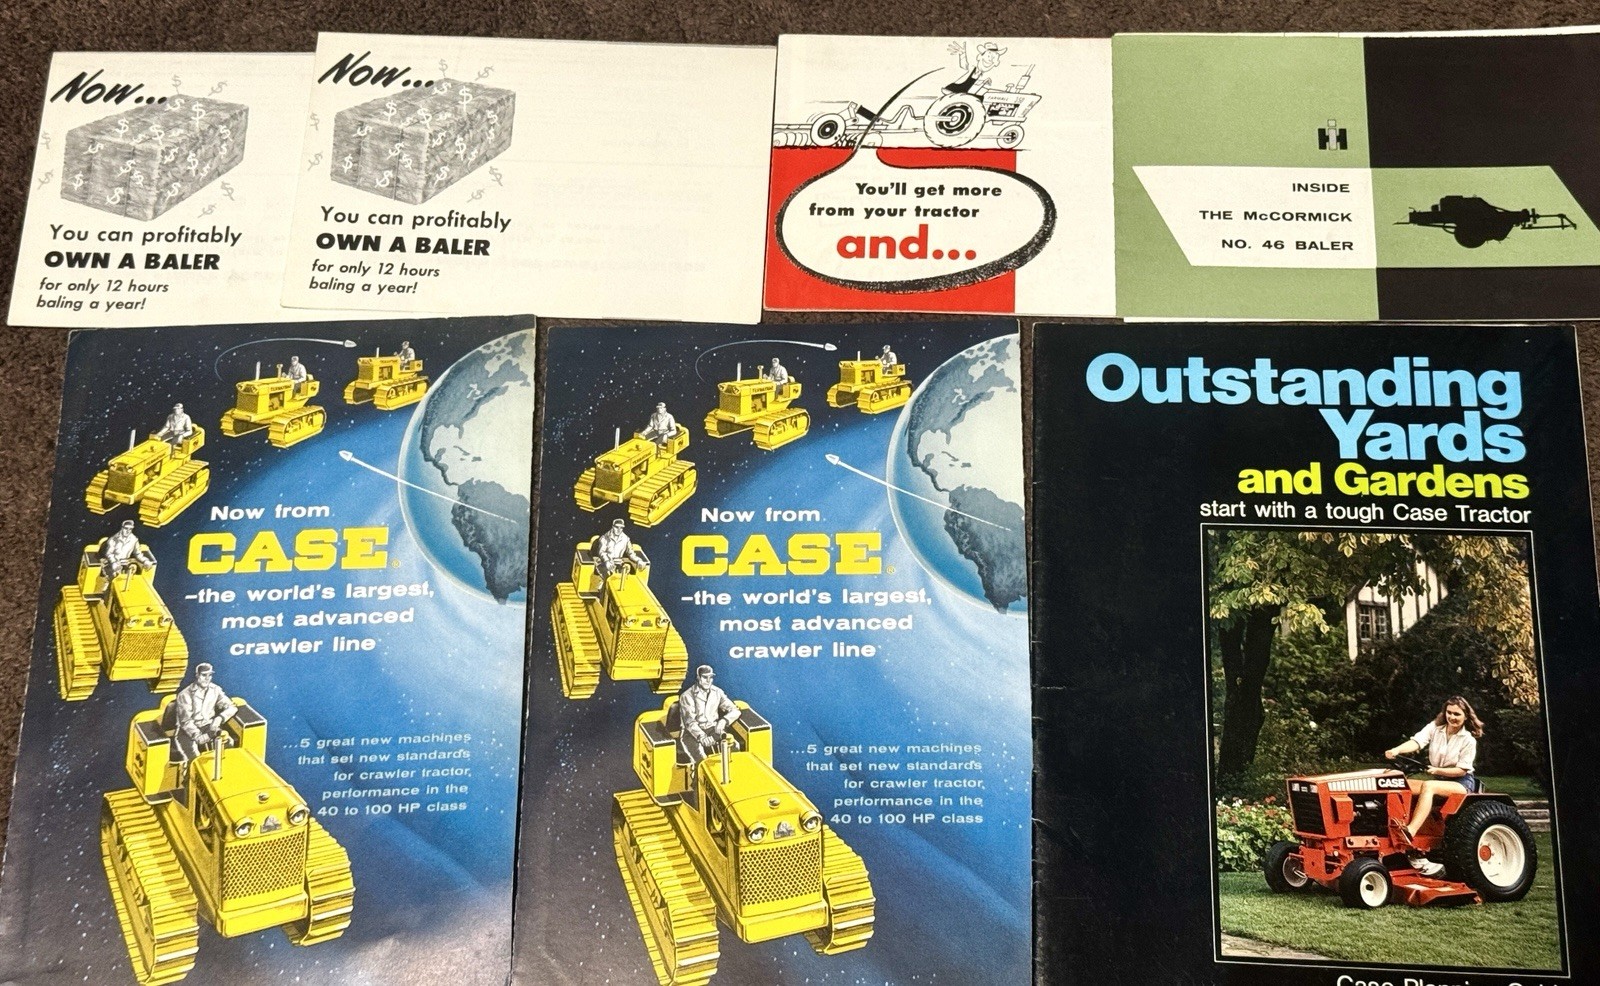 Now...
You can profitably
OWN A BALER
for only 12 hours
baling a year!
Now...
You can profitably
OWN A BALER
for only 12 hours
baling a year!
You'll get more
from your tractor
and...
IH
INSIDE
THE McCORMICK
NO. 46 BALER
Now from
CASE®
–the world's largest,
most advanced
crawler line
...5 great new machines
that set new standards
for crawler tractor
performance in the
40 to 100 HP class
Now from
CASE®
–the world's largest,
most advanced
crawler line
...5 great new machines
that set new standards
for crawler tractor
performance in the
40 to 100 HP class
Outstanding
Yards
and Gardens
start with a tough Case Tractor
CASE
Case Planning